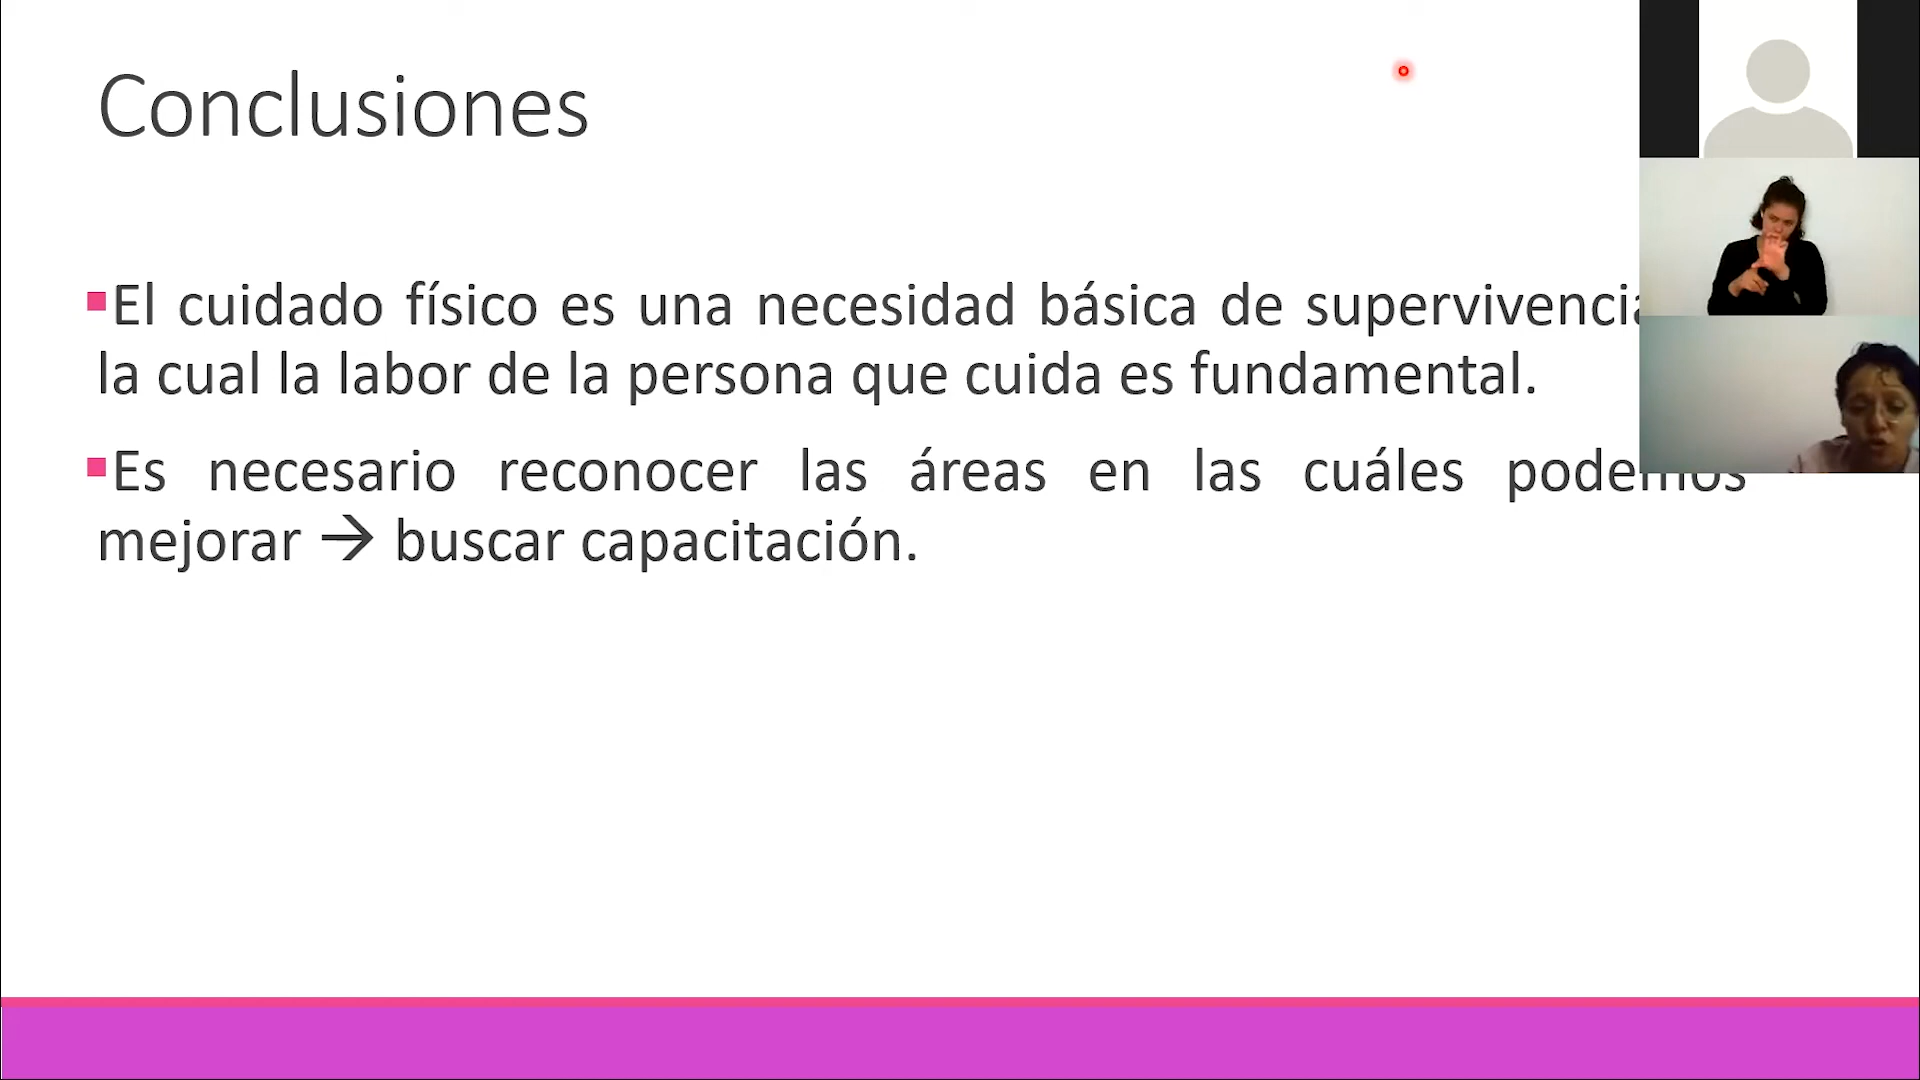 Conclusiones
El cuidado físico es una necesidad básica de supervivencia
la cual la labor de la persona que cuida es fundamental.
Es necesario reconocer las áreas en las cuáles podemos
mejorar → buscar capacitación.